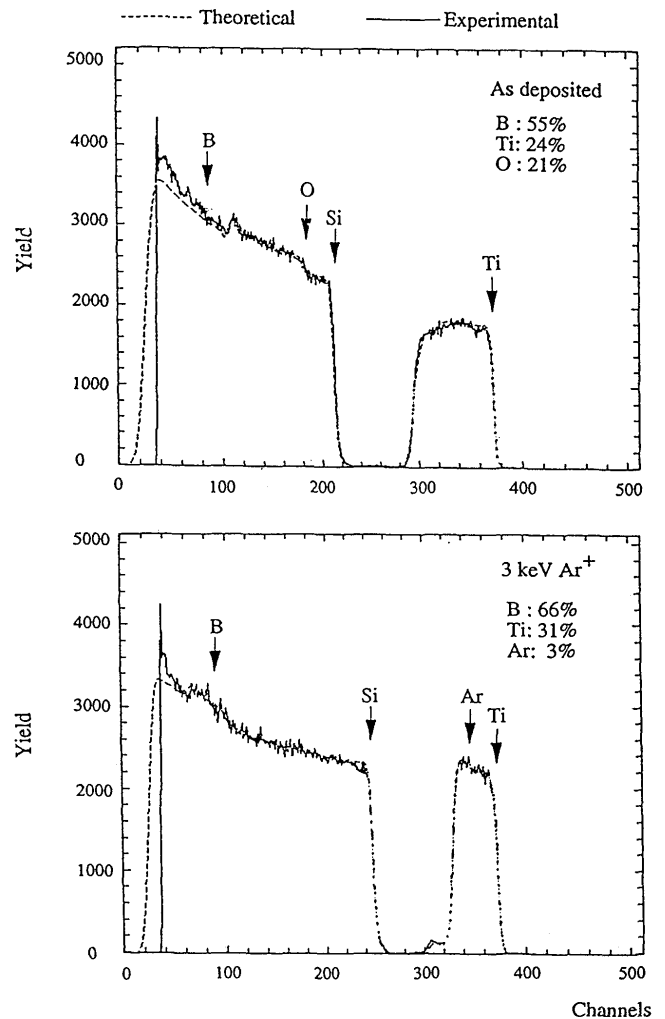 Theoretical Experimental
5000
4000
3000
2000
1000
0
Yield
As deposited
B : 55%
Ti: 24%
O : 21%
B
O
Si
Ti
0 100 200 300 400 500
5000
4000
3000
2000
1000
0
Yield
3 keV Ar+
B : 66%
Ti: 31%
Ar: 3%
B
Si
Ar
Ti
0 100 200 300 400 500
Channels